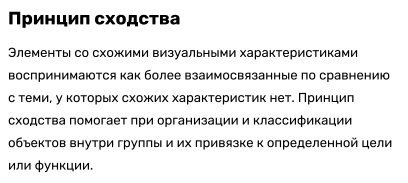 Принцип сходства
Элементы со схожими визуальными характеристиками
воспринимаются как более взаимосвязанные по сравнению
с теми, у которых схожих характеристик нет. Принцип
сходства помогает при организации и классификации
объектов внутри группы и их привязке к определенной цели
или функции.